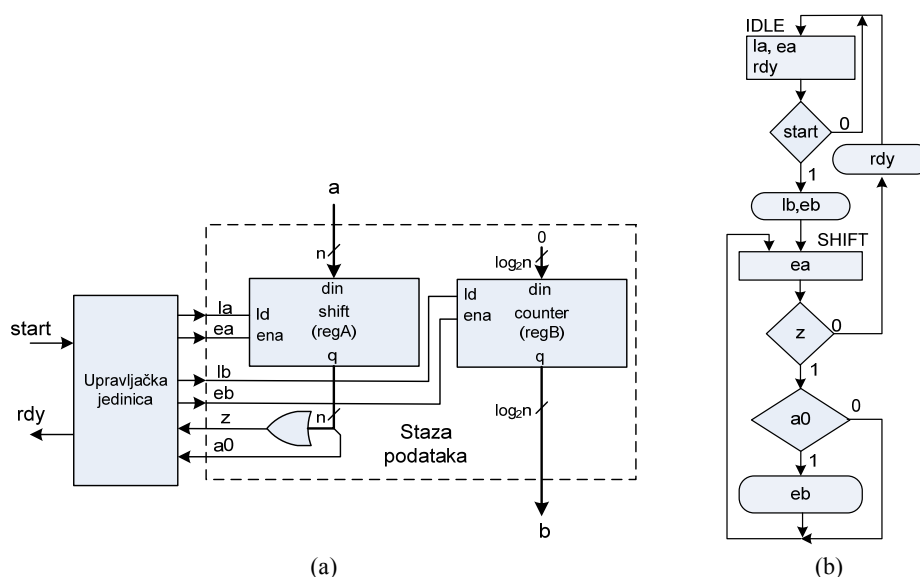 a
n
0
log₂n
din
shift
(regA)
ld
ena
q
din
counter
(regB)
ld
ena
q
la
ea
lb
eb
z
a0
n
log₂n
start
rdy
Upravljačka
jedinica
Staza
podataka
b
(a)
IDLE
la, ea
rdy
start
0
1
rdy
lb,eb
SHIFT
ea
z
0
1
a0
0
1
eb
(b)